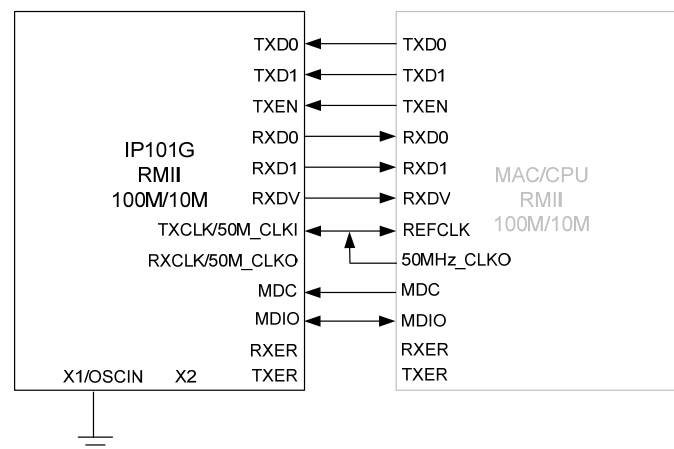 TXD0
TXD1
TXEN
RXD0
RXD1
RXDV
TXCLK/50M_CLKI
RXCLK/50M_CLKO
MDC
MDIO
RXER
TXER
IP101G
RMII
100M/10M
X1/OSCIN X2
TXD0
TXD1
TXEN
RXD0
RXD1
RXDV
REFCLK
50MHz_CLKO
MDC
MDIO
RXER
TXER
MAC/CPU
RMII
100M/10M